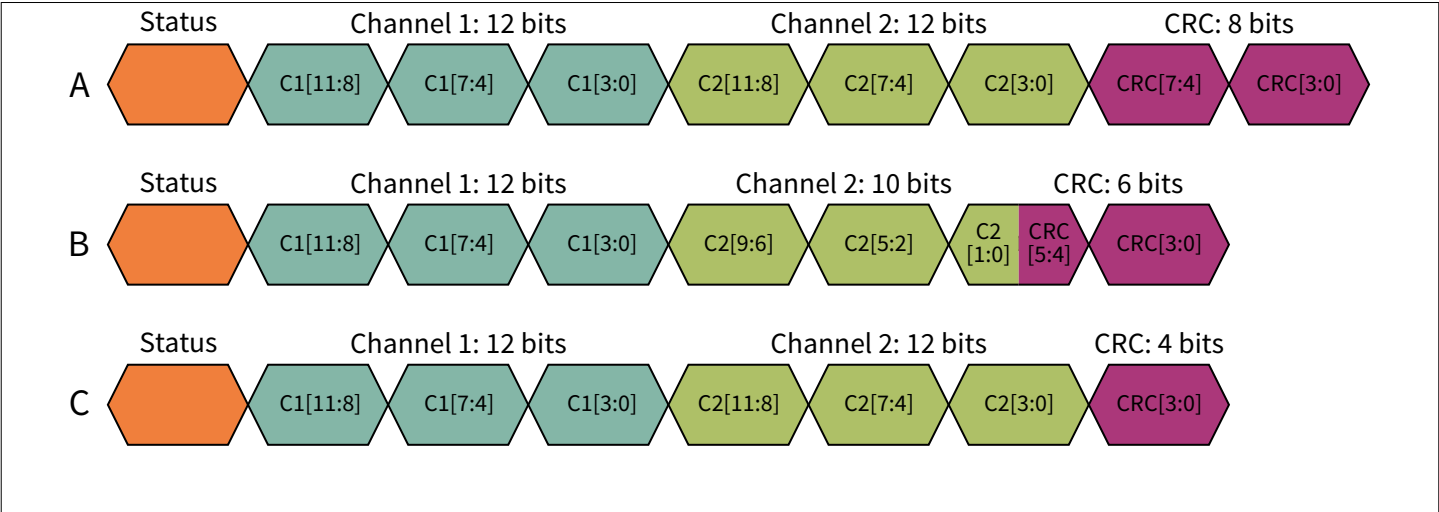 Status Channel 1: 12 bits Channel 2: 12 bits CRC: 8 bits
A C1[11:8] C1[7:4] C1[3:0] C2[11:8] C2[7:4] C2[3:0] CRC[7:4] CRC[3:0]
Status Channel 1: 12 bits Channel 2: 10 bits CRC: 6 bits
B C1[11:8] C1[7:4] C1[3:0] C2[9:6] C2[5:2] C2 [1:0] CRC [5:4] CRC[3:0]
Status Channel 1: 12 bits Channel 2: 12 bits CRC: 4 bits
C C1[11:8] C1[7:4] C1[3:0] C2[11:8] C2[7:4] C2[3:0] CRC[3:0]